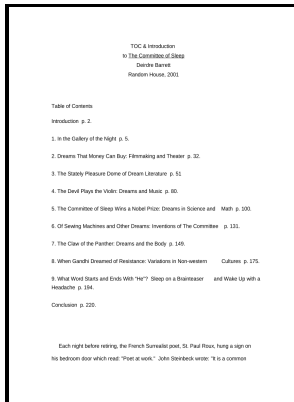 TOC & Introduction
to The Committee of Sleep
Deirdre Barrett
Random House, 2001
Table of Contents
Introduction p. 2.
1. In the Gallery of the Night p. 5.
2. Dreams That Money Can Buy: Filmmaking and Theater p. 32.
3. The Stately Pleasure Dome of Dream Literature p. 51
4. The Devil Plays the Violin: Dreams and Music p. 80.
5. The Committee of Sleep Wins a Nobel Prize: Dreams in Science and Math p. 100.
6. Of Sewing Machines and Other Dreams: Inventions of The Committee p. 131.
7. The Claw of the Panther: Dreams and the Body p. 149.
8. When Gandhi Dreamed of Resistance: Variations in Non-western Cultures p. 175.
9. What Word Starts and Ends With "He"? Sleep on a Brainteaser and Wake Up with a
Headache p. 194.
Conclusion p. 220.
Each night before retiring, the French Surrealist poet, St. Paul Roux, hung a sign on
his bedroom door which read: "Poet at work." John Steinbeck wrote: "It is a common